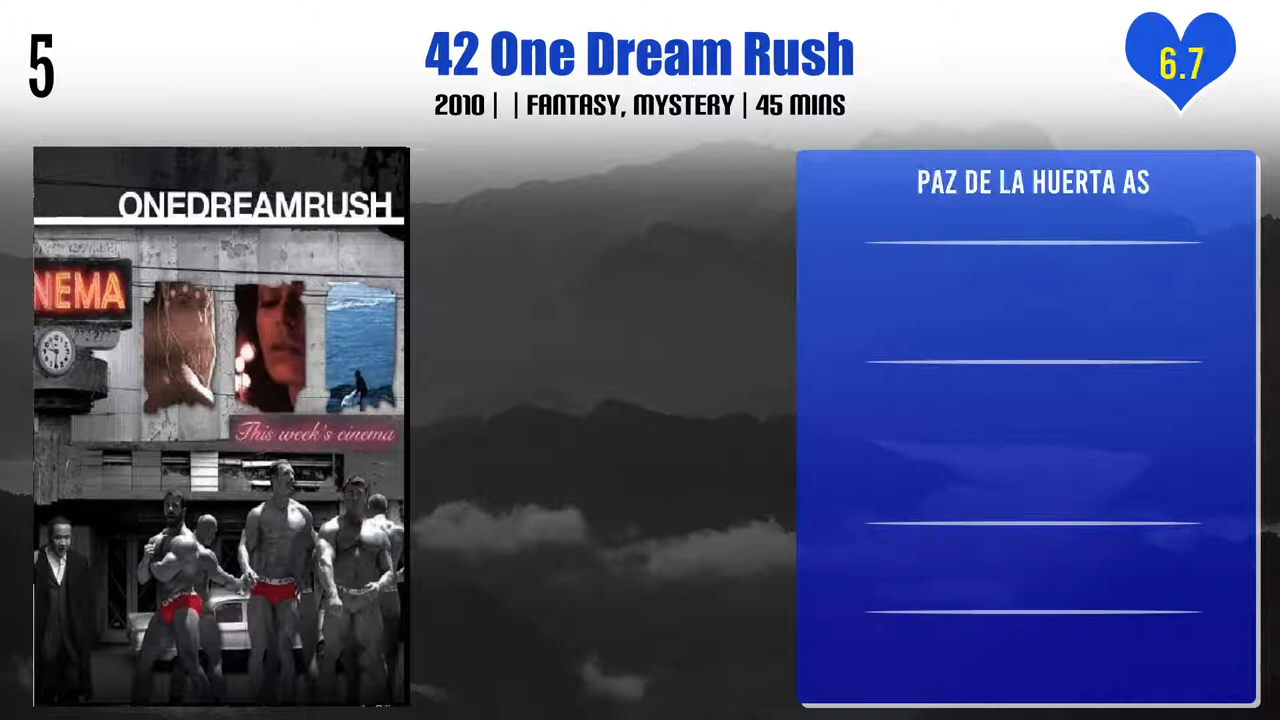 5
42 One Dream Rush
2010 | | FANTASY, MYSTERY | 45 MINS
6.7
ONEDREAMRUSH
NEMA
This week's cinema
PAZ DE LA HUERTA AS